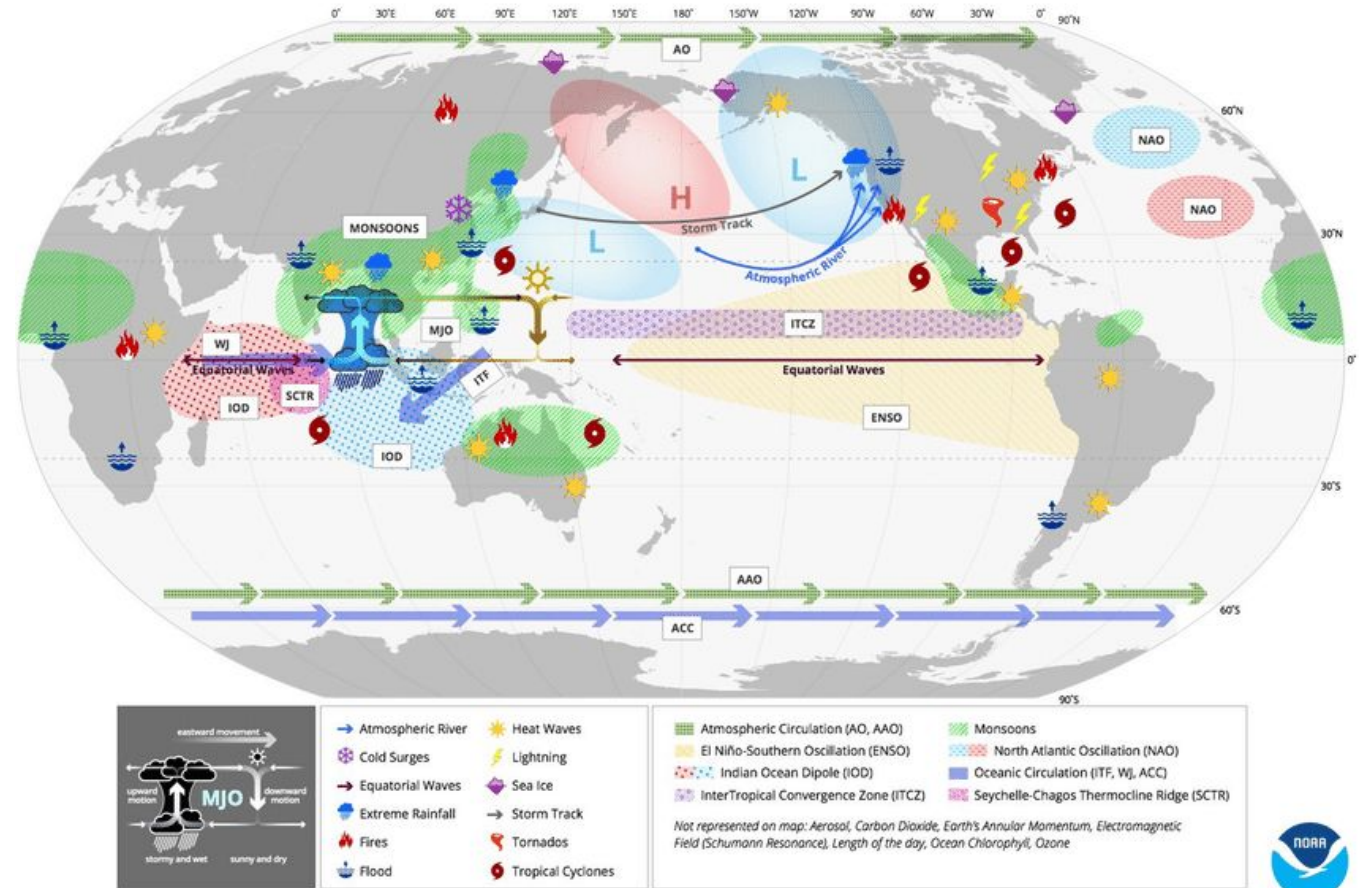 0° 30°E 60°E 90°E 120°E 150°E 180° 150°W 120°W 90°W 60°W 30°W 0° 90°N
AO
60°N
NAO
L
H
NAO
Storm Track
MONSOONS
L
30°N
Atmospheric River
MJO
ITCZ
WJ
0°
Equatorial Waves
Equatorial Waves
ITF
SCTR
IOD
ENSO
IOD
30°S
AAO
60°S
ACC
90°S
eastward movement
upward motion
MJO
downward motion
stormy and wet
sunny and dry
Atmospheric River
Cold Surges
Equatorial Waves
Extreme Rainfall
Fires
Flood
Heat Waves
Lightning
Sea Ice
Storm Track
Tornados
Tropical Cyclones
Atmospheric Circulation (AO, AAO)
El Niño-Southern Oscillation (ENSO)
Indian Ocean Dipole (IOD)
InterTropical Convergence Zone (ITCZ)
Monsoons
North Atlantic Oscillation (NAO)
Oceanic Circulation (ITF, WJ, ACC)
Seychelle-Chagos Thermocline Ridge (SCTR)
Not represented on map: Aerosol, Carbon Dioxide, Earth's Annular Momentum, Electromagnetic
Field (Schumann Resonance), Length of the day, Ocean Chlorophyll, Ozone
NOAA